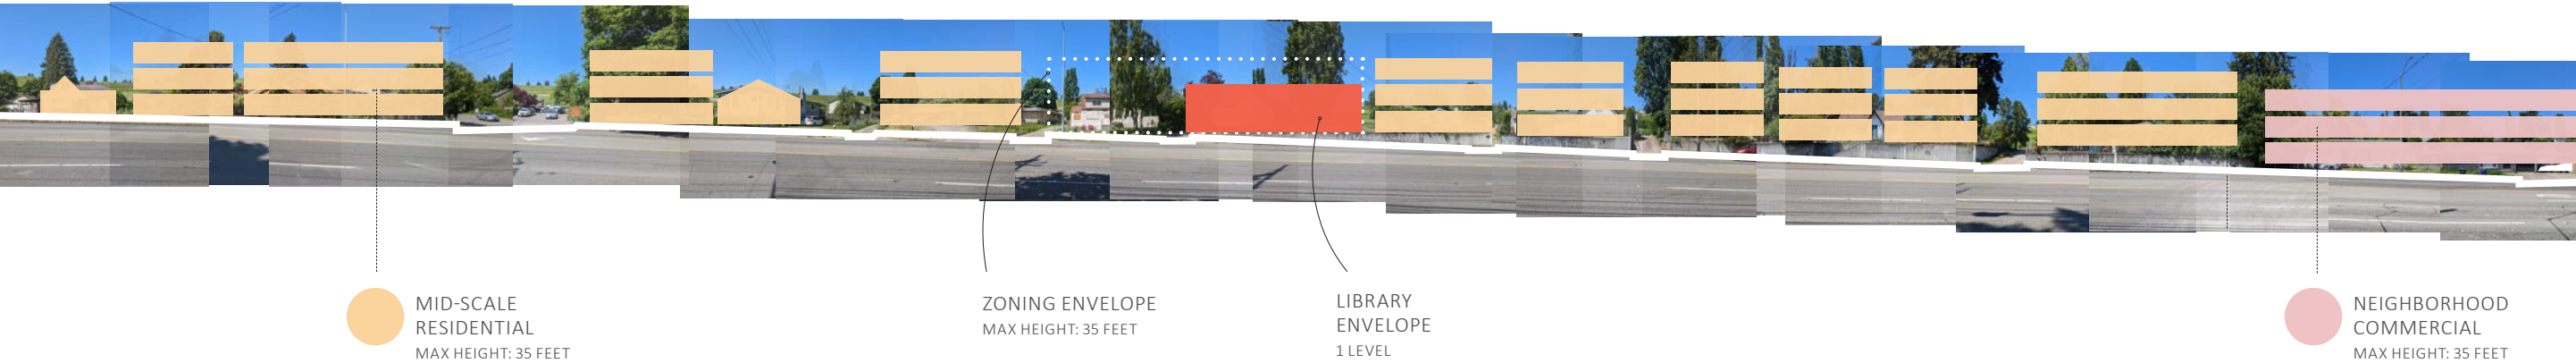 MID-SCALE
RESIDENTIAL
MAX HEIGHT: 35 FEET
ZONING ENVELOPE
MAX HEIGHT: 35 FEET
LIBRARY
ENVELOPE
1 LEVEL
NEIGHBORHOOD
COMMERCIAL
MAX HEIGHT: 35 FEET